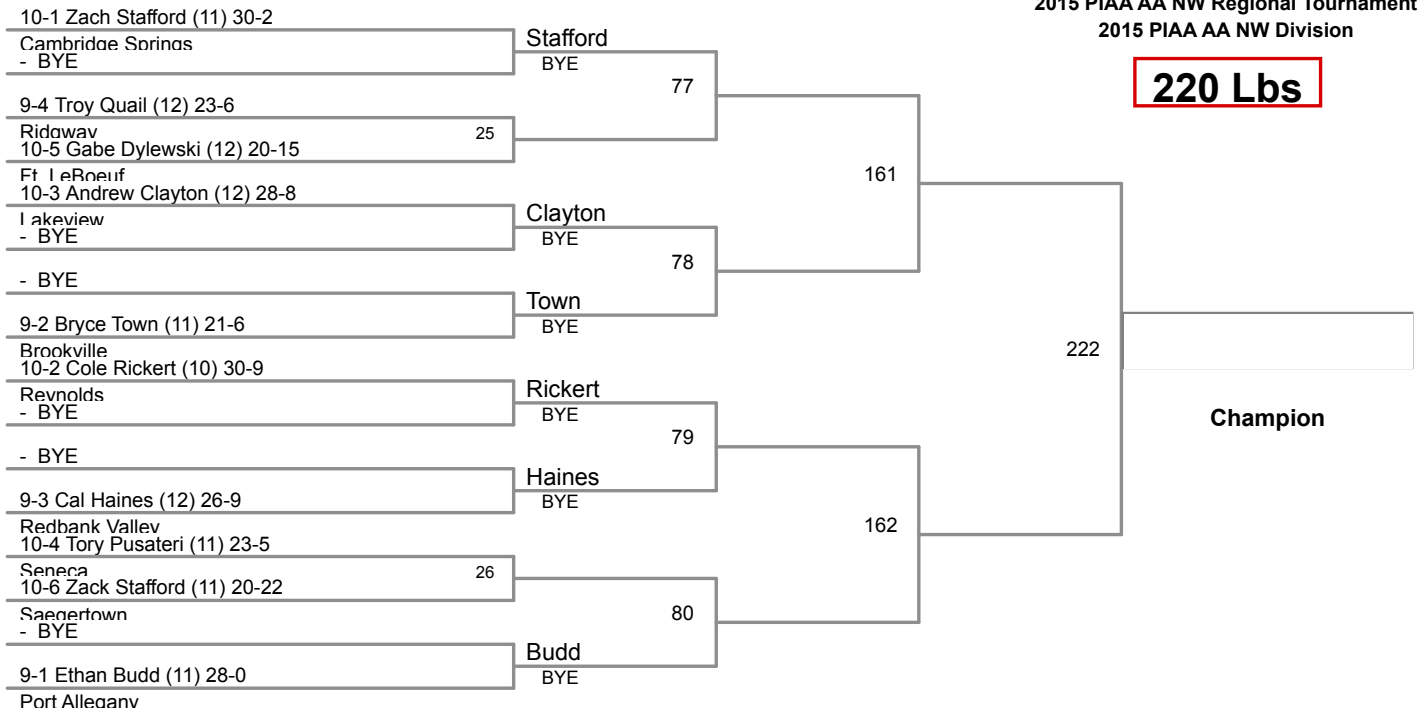 2015 PIAA AA NW Regional Tournament
2015 PIAA AA NW Division
220 Lbs
10-1 Zach Stafford (11) 30-2
Cambridge Springs
- BYE
Stafford
BYE
77
9-4 Troy Quail (12) 23-6
Ridgway
25
10-5 Gabe Dylewski (12) 20-15
Ft. LeBoeuf
161
10-3 Andrew Clayton (12) 28-8
Lakeview
- BYE
Clayton
BYE
78
- BYE
Town
BYE
9-2 Bryce Town (11) 21-6
Brookville
222
10-2 Cole Rickert (10) 30-9
Reynolds
- BYE
Rickert
BYE
79
Champion
- BYE
Haines
BYE
9-3 Cal Haines (12) 26-9
Redbank Valley
162
10-4 Tory Pusateri (11) 23-5
Seneca
26
10-6 Zack Stafford (11) 20-22
Saegertown
80
- BYE
Budd
BYE
9-1 Ethan Budd (11) 28-0
Port Allegany